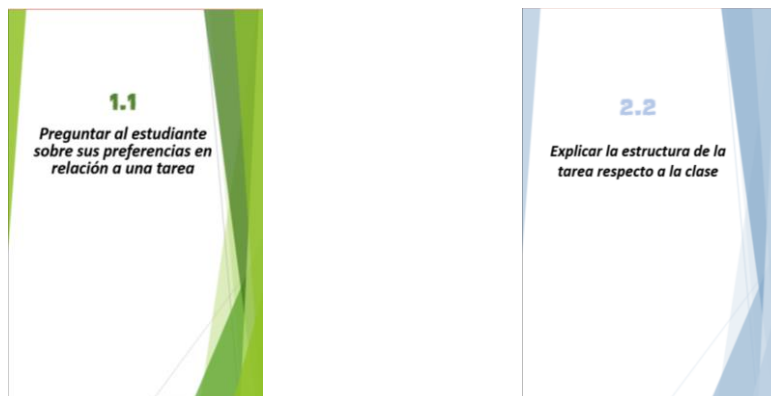 1.1
Preguntar al estudiante
sobre sus preferencias en
relación a una tarea
2.2
Explicar la estructura de la
tarea respecto a la clase